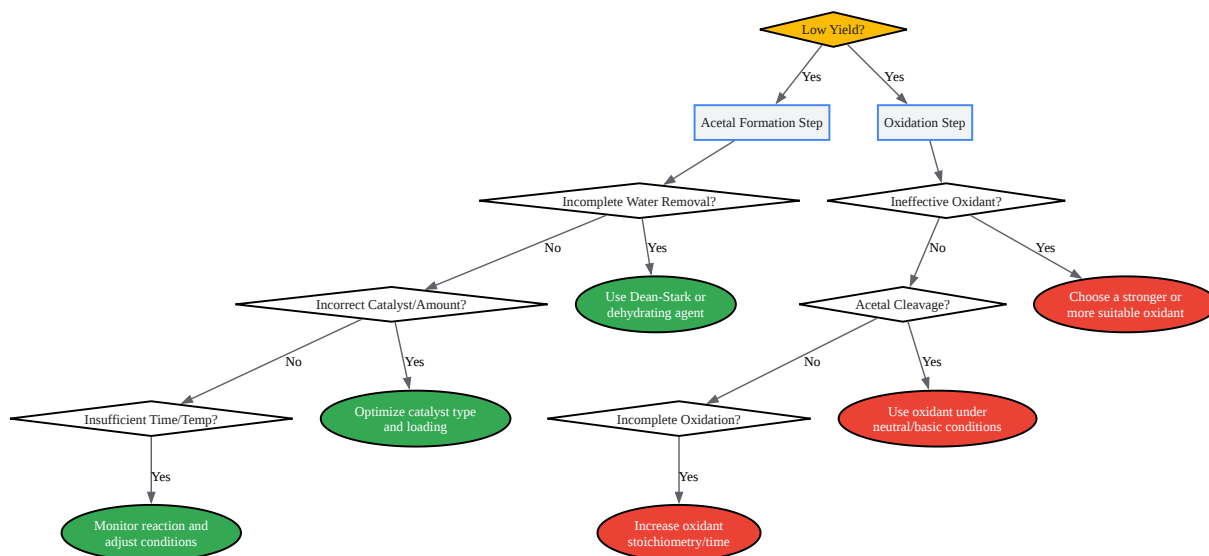 Low Yield?
Yes
Yes
Acetal Formation Step
Oxidation Step
Incomplete Water Removal?
Ineffective Oxidant?
No
Yes
No
Yes
Incorrect Catalyst/Amount?
Use Dean-Stark or
dehydrating agent
Acetal Cleavage?
Choose a stronger or
more suitable oxidant
No
Yes
No
Yes
Insufficient Time/Temp?
Optimize catalyst type
and loading
Incomplete Oxidation?
Use oxidant under
neutral/basic conditions
Yes
Yes
Monitor reaction and
adjust conditions
Increase oxidant
stoichiometry/time